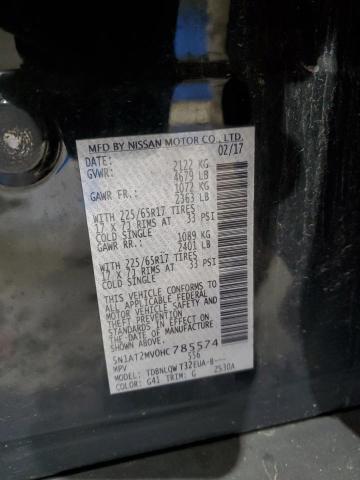 MFD BY NISSAN MOTOR CO., LTD.
DATE: 02/17
GVWR: 2122 KG
4679 LB
GAWR FR.: 1072 KG
2363 LB
WITH 225/65R17 TIRES
17 X 7J RIMS AT 33 PSI
COLD SINGLE
GAWR RR.: 1089 KG
2401 LB
WITH 225/65R17 TIRES
17 X 7J RIMS AT 33 PSI
COLD SINGLE
THIS VEHICLE CONFORMS TO
ALL APPLICABLE FEDERAL
MOTOR VEHICLE SAFETY AND
THEFT PREVENTION
STANDARDS IN EFFECT ON
THE DATE OF MANUFACTURE
SHOWN ABOVE.
5N1AT2MV0HC785574
MPV 556
MODEL: TDBNLQW T32EUA-B---
COLOR: G41 TRIM: G 2530A